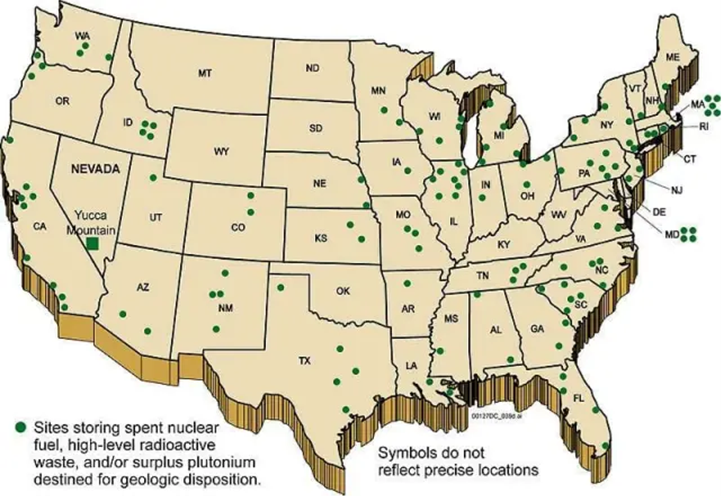 WA
MT
ND
MN
ME
VT
NH
OR
ID
SD
WI
MI
NY
MA
RI
CT
WY
NEVADA
NE
IA
PA
NJ
Yucca
Mountain
UT
CO
IL
IN
OH
WV
DE
MD
CA
KS
MO
KY
VA
AZ
NM
OK
TN
NC
AR
SC
TX
MS
AL
GA
LA
FL
00127DC_039d ai
Sites storing spent nuclear
fuel, high-level radioactive
waste, and/or surplus plutonium
destined for geologic disposition.
Symbols do not
reflect precise locations